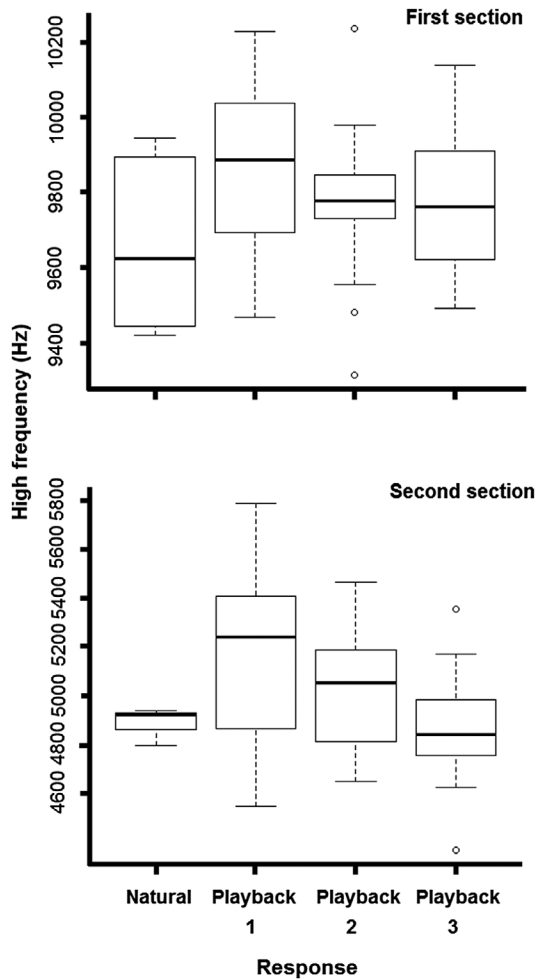 First section
10200
10000
9800
9600
9400
High frequency (Hz)
Second section
5800
5600
5400
5200
5000
4800
4600
Natural Playback Playback Playback
1 2 3
Response